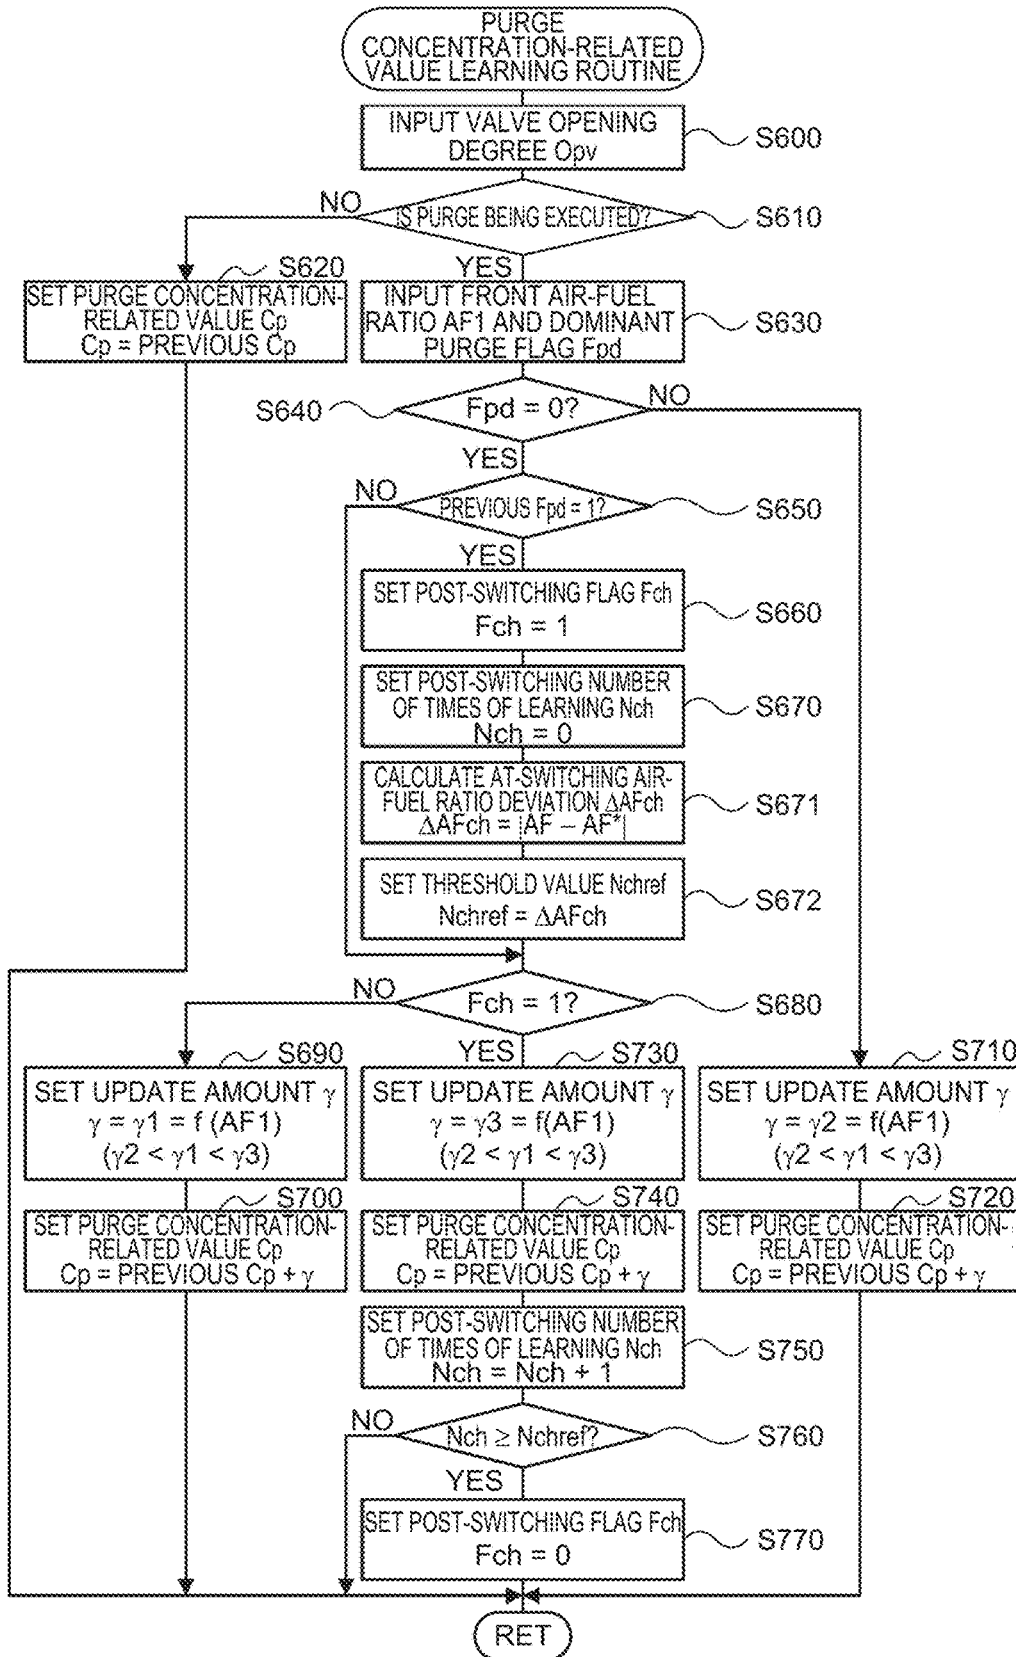 PURGE
CONCENTRATION-RELATED
VALUE LEARNING ROUTINE
INPUT VALVE OPENING
DEGREE Opv
S600
IS PURGE BEING EXECUTED?
S610
NO
YES
S620
SET PURGE CONCENTRATION-
RELATED VALUE Cp
Cp = PREVIOUS Cp
INPUT FRONT AIR-FUEL
RATIO AF1 AND DOMINANT
PURGE FLAG Fpd
S630
S640
Fpd = 0?
NO
YES
NO
PREVIOUS Fpd = 1?
S650
YES
SET POST-SWITCHING FLAG Fch
Fch = 1
S660
SET POST-SWITCHING NUMBER
OF TIMES OF LEARNING Nch
Nch = 0
S670
CALCULATE AT-SWITCHING AIR-
FUEL RATIO DEVIATION ΔAFch
ΔAFch = |AF − AF*|
S671
SET THRESHOLD VALUE Nchref
Nchref = ΔAFch
S672
NO
Fch = 1?
S680
YES
S690
SET UPDATE AMOUNT γ
γ = γ1 = f (AF1)
(γ2 < γ1 < γ3)
S730
SET UPDATE AMOUNT γ
γ = γ3 = f(AF1)
(γ2 < γ1 < γ3)
S710
SET UPDATE AMOUNT γ
γ = γ2 = f(AF1)
(γ2 < γ1 < γ3)
S700
SET PURGE CONCENTRATION-
RELATED VALUE Cp
Cp = PREVIOUS Cp + γ
S740
SET PURGE CONCENTRATION-
RELATED VALUE Cp
Cp = PREVIOUS Cp + γ
S720
SET PURGE CONCENTRATION-
RELATED VALUE Cp
Cp = PREVIOUS Cp + γ
SET POST-SWITCHING NUMBER
OF TIMES OF LEARNING Nch
Nch = Nch + 1
S750
NO
Nch ≥ Nchref?
S760
YES
SET POST-SWITCHING FLAG Fch
Fch = 0
S770
RET